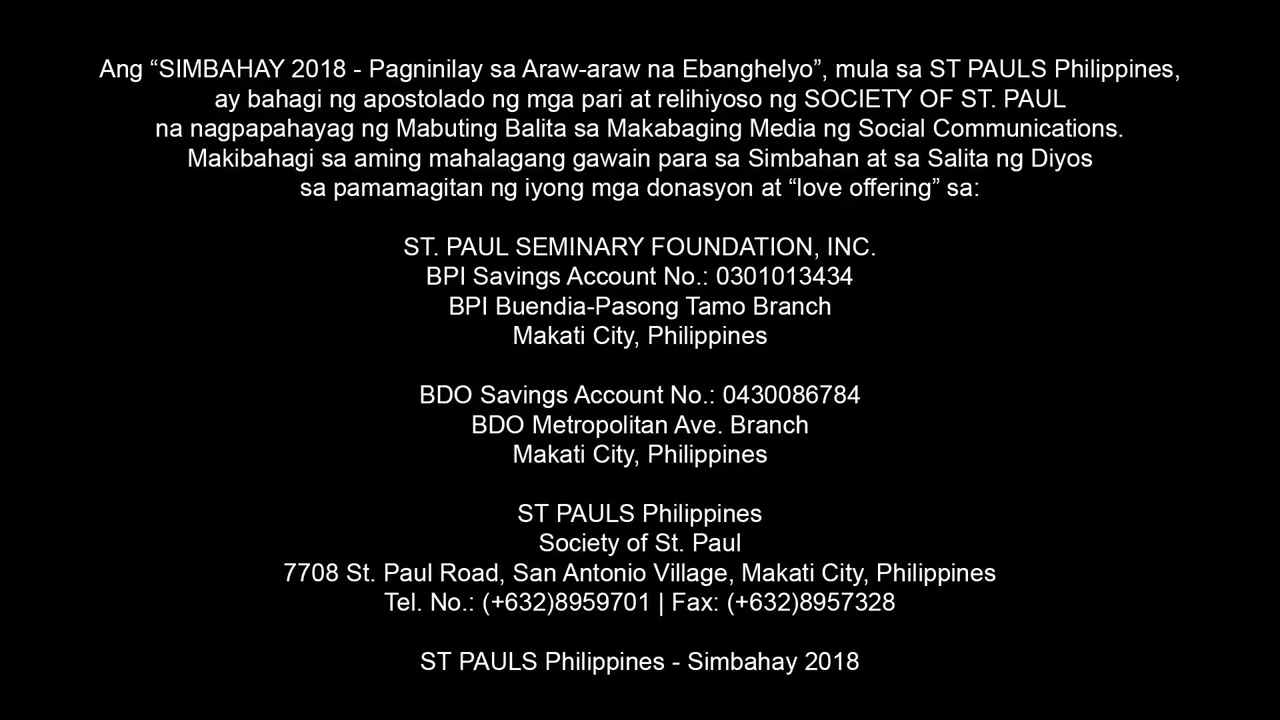 Ang “SIMBAHAY 2018 - Pagninilay sa Araw-araw na Ebanghelyo”, mula sa ST PAULS Philippines,
ay bahagi ng apostolado ng mga pari at relihiyoso ng SOCIETY OF ST. PAUL
na nagpapahayag ng Mabuting Balita sa Makabaging Media ng Social Communications.
Makibahagi sa aming mahalagang gawain para sa Simbahan at sa Salita ng Diyos
sa pamamagitan ng iyong mga donasyon at “love offering” sa:
ST. PAUL SEMINARY FOUNDATION, INC.
BPI Savings Account No.: 0301013434
BPI Buendia-Pasong Tamo Branch
Makati City, Philippines
BDO Savings Account No.: 0430086784
BDO Metropolitan Ave. Branch
Makati City, Philippines
ST PAULS Philippines
Society of St. Paul
7708 St. Paul Road, San Antonio Village, Makati City, Philippines
Tel. No.: (+632)8959701 | Fax: (+632)8957328
ST PAULS Philippines - Simbahay 2018